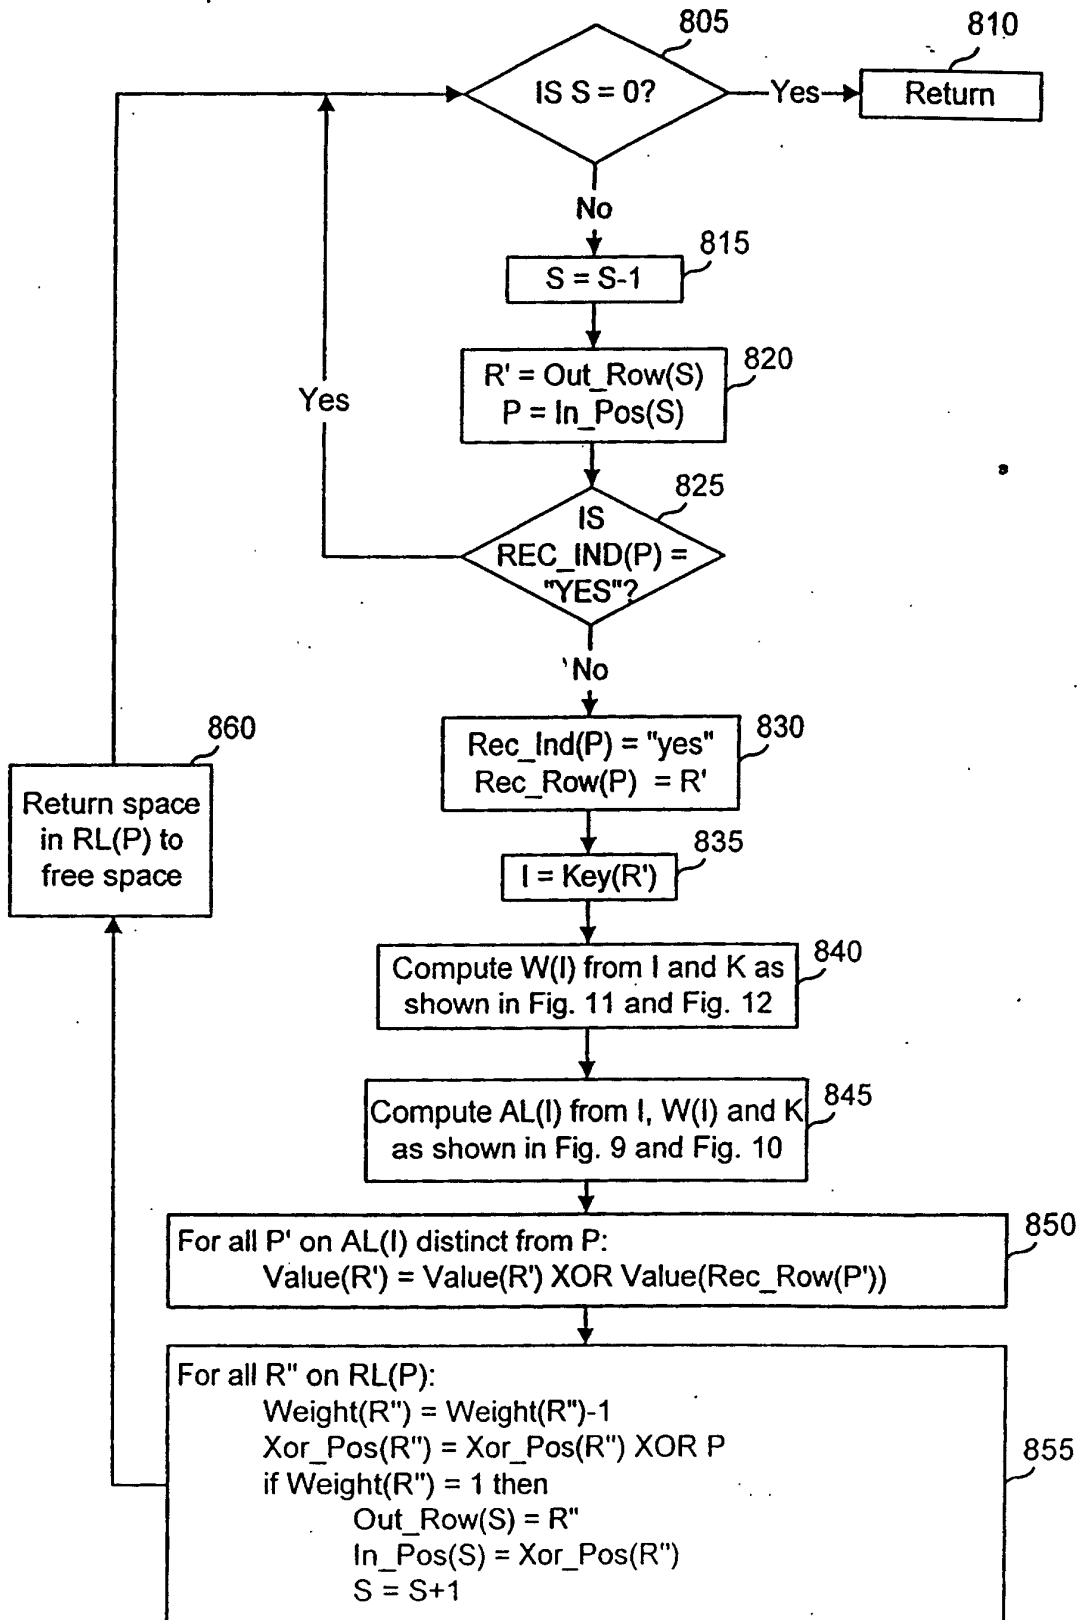 805
810
IS S = 0?
Yes
Return
No
815
S = S-1
820
R' = Out_Row(S)
P = In_Pos(S)
Yes
825
IS
REC_IND(P) =
"YES"?
No
830
Rec_Ind(P) = "yes"
Rec_Row(P) = R'
860
Return space
in RL(P) to
free space
835
I = Key(R')
840
Compute W(I) from I and K as
shown in Fig. 11 and Fig. 12
845
Compute AL(I) from I, W(I) and K
as shown in Fig. 9 and Fig. 10
850
For all P' on AL(I) distinct from P:
Value(R') = Value(R') XOR Value(Rec_Row(P'))
855
For all R" on RL(P):
Weight(R") = Weight(R")-1
Xor_Pos(R") = Xor_Pos(R") XOR P
if Weight(R") = 1 then
Out_Row(S) = R"
In_Pos(S) = Xor_Pos(R")
S = S+1